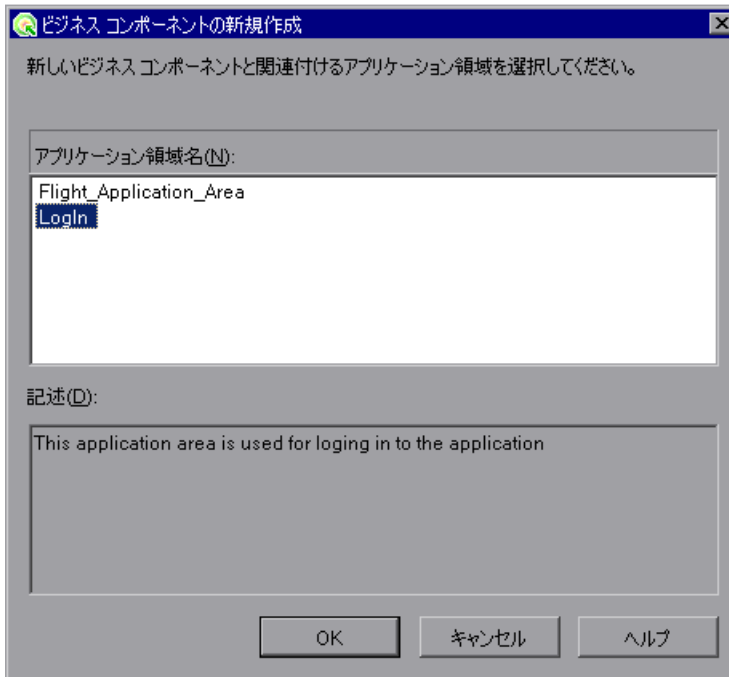 ビジネス コンポーネントの新規作成
新しいビジネス コンポーネントと関連付けるアプリケーション領域を選択してください。
アプリケーション領域名(N):
Flight_Application_Area
LogIn
記述(D):
This application area is used for loging in to the application
OK
キャンセル
ヘルプ